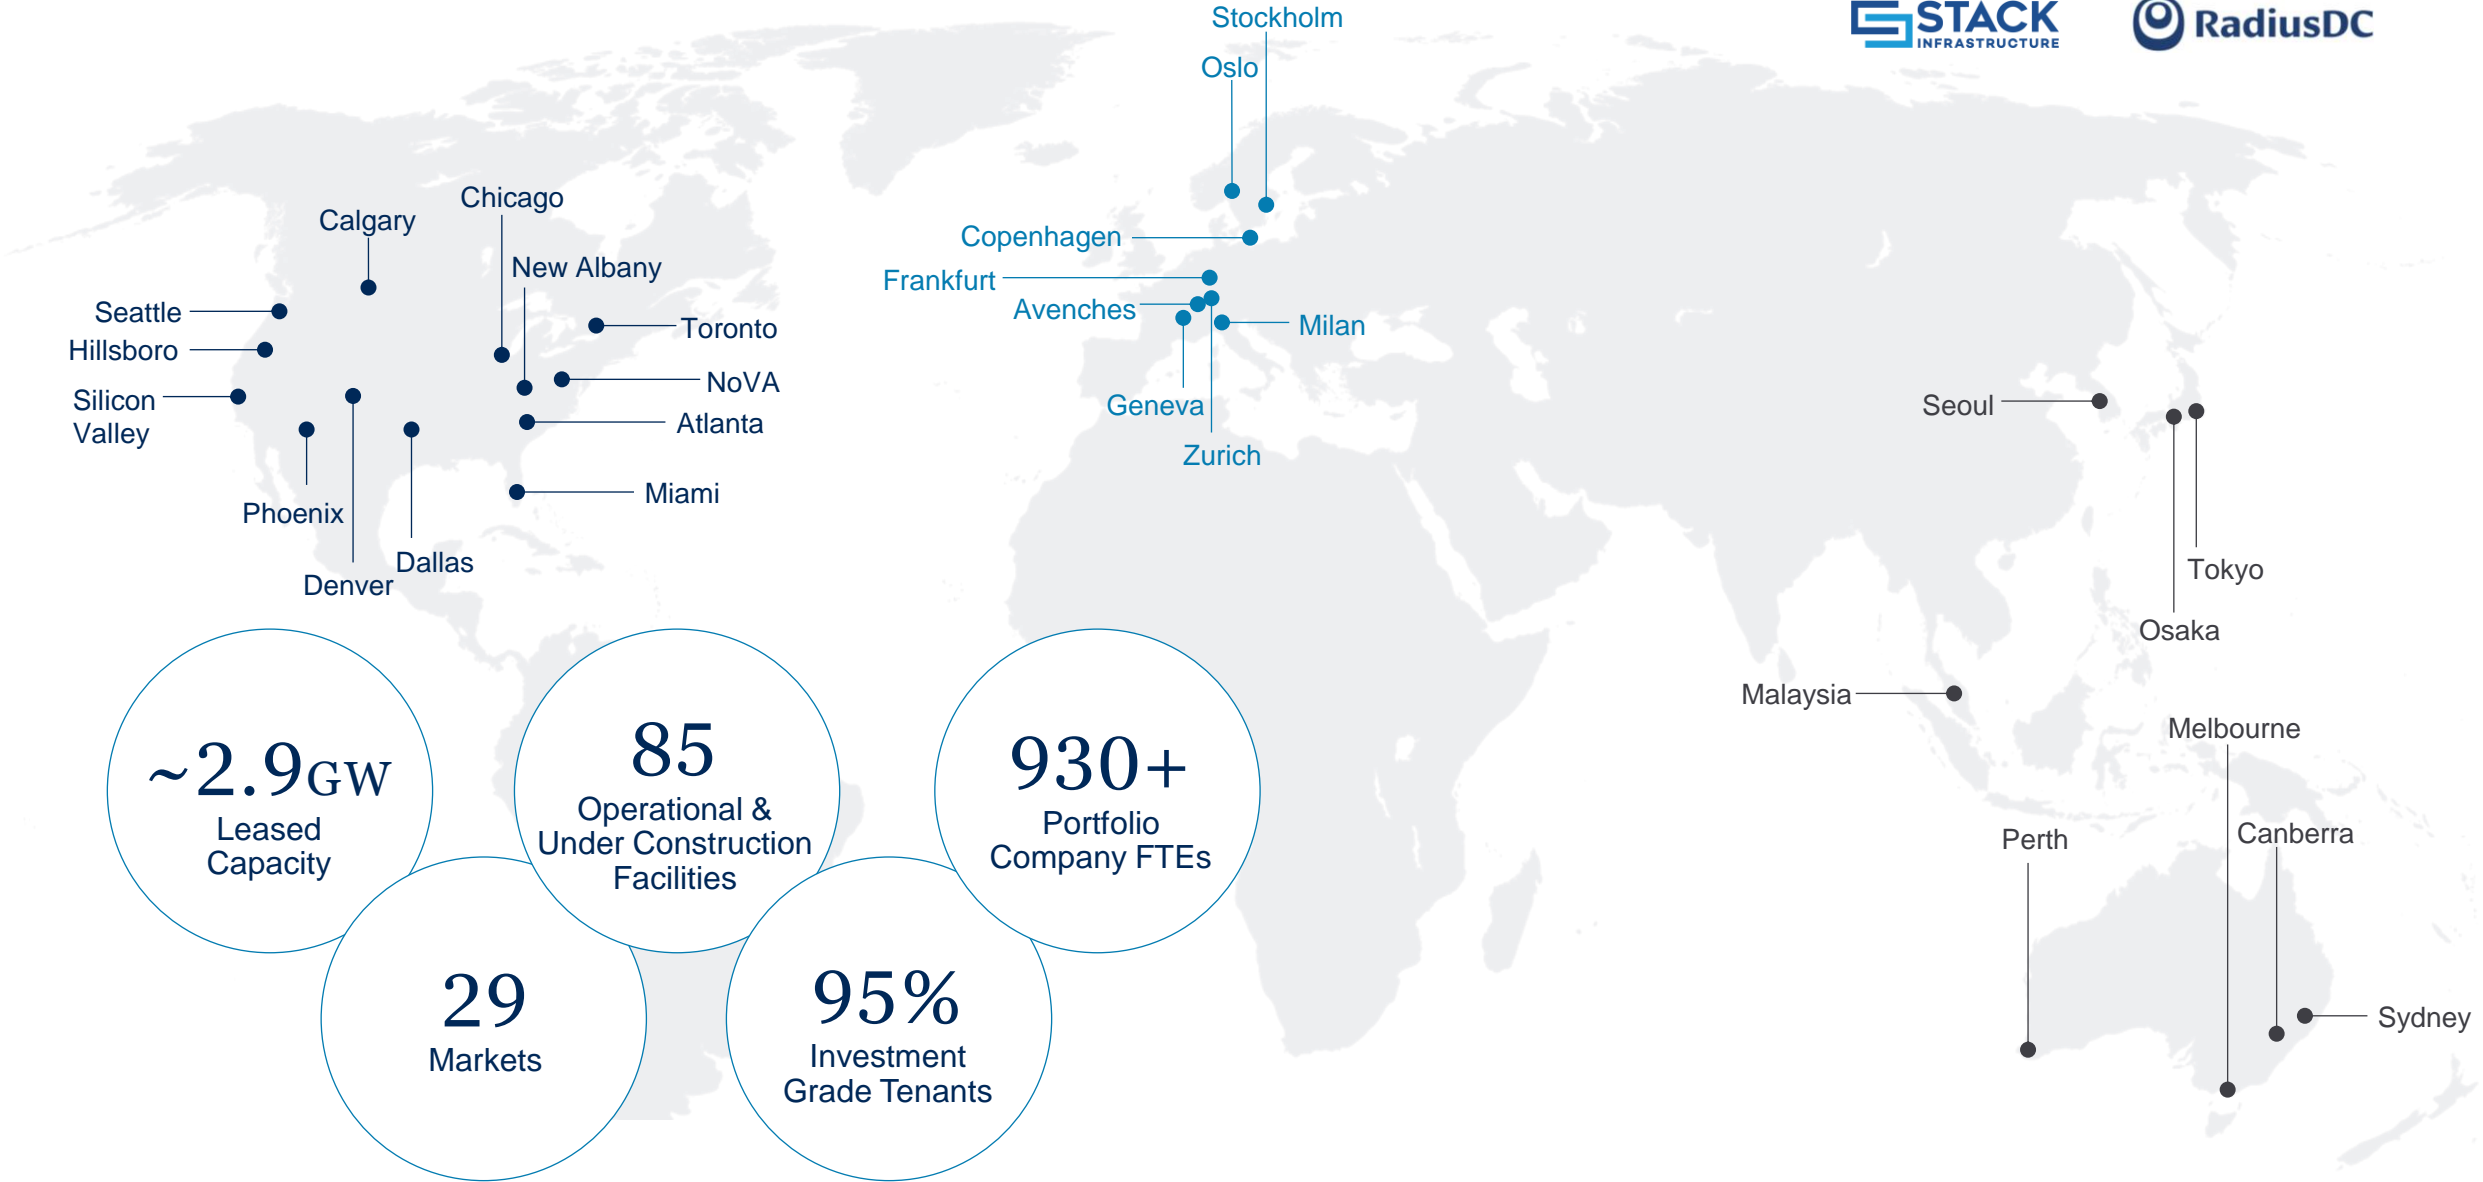 Stockholm
STACK
INFRASTRUCTURE
RadiusDC
Oslo
Chicago
Calgary
Copenhagen
New Albany
Frankfurt
Seattle
Avenches
Toronto
Milan
Hillsboro
NoVA
Silicon
Valley
Geneva
Seoul
Atlanta
Zurich
Miami
Phoenix
Dallas
Denver
Tokyo
Osaka
Malaysia
Melbourne
Perth
Canberra
Sydney
~2.9GW
Leased
Capacity
85
Operational &
Under Construction
Facilities
930+
Portfolio
Company FTEs
29
Markets
95%
Investment
Grade Tenants